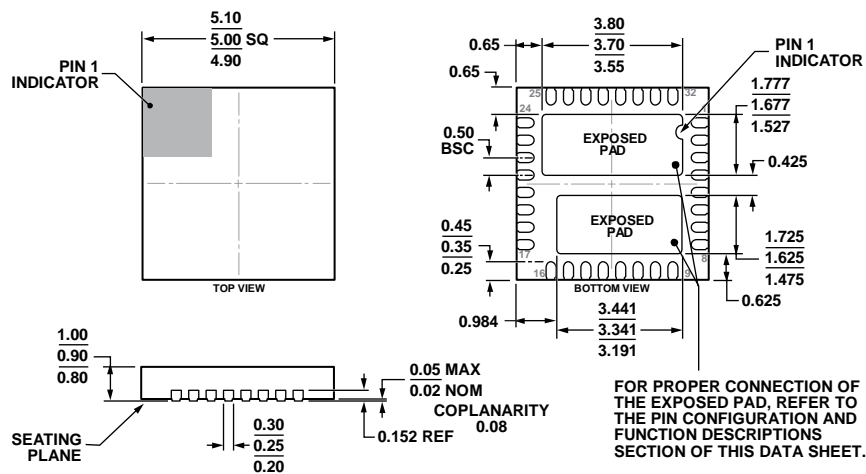 5.10
5.00 SQ
4.90
PIN 1
INDICATOR
TOP VIEW
3.80
3.70
3.55
0.65
0.65
PIN 1
INDICATOR
25
32
24
1
17
8
16
9
0.50
BSC
EXPOSED
PAD
EXPOSED
PAD
1.777
1.677
1.527
0.425
0.45
0.35
0.25
1.725
1.625
1.475
BOTTOM VIEW
0.625
0.984
3.441
3.341
3.191
1.00
0.90
0.80
0.05 MAX
0.02 NOM
COPLANARITY
0.08
0.152 REF
SEATING
PLANE
0.30
0.25
0.20
FOR PROPER CONNECTION OF
THE EXPOSED PAD, REFER TO
THE PIN CONFIGURATION AND
FUNCTION DESCRIPTIONS
SECTION OF THIS DATA SHEET.